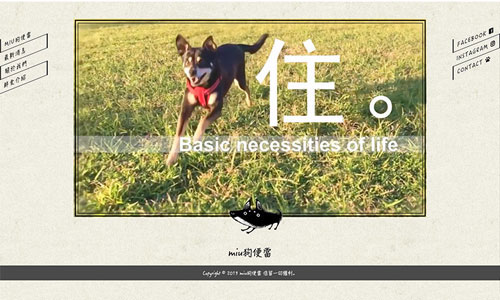 miu狗便當
最新消息
關於我們
餅乾介紹
FACEBOOK
INSTAGRAM
CONTACT
住。
Basic necessities of life
miu狗便當
Copyright © 2019 miu狗便當 保留一切權利。